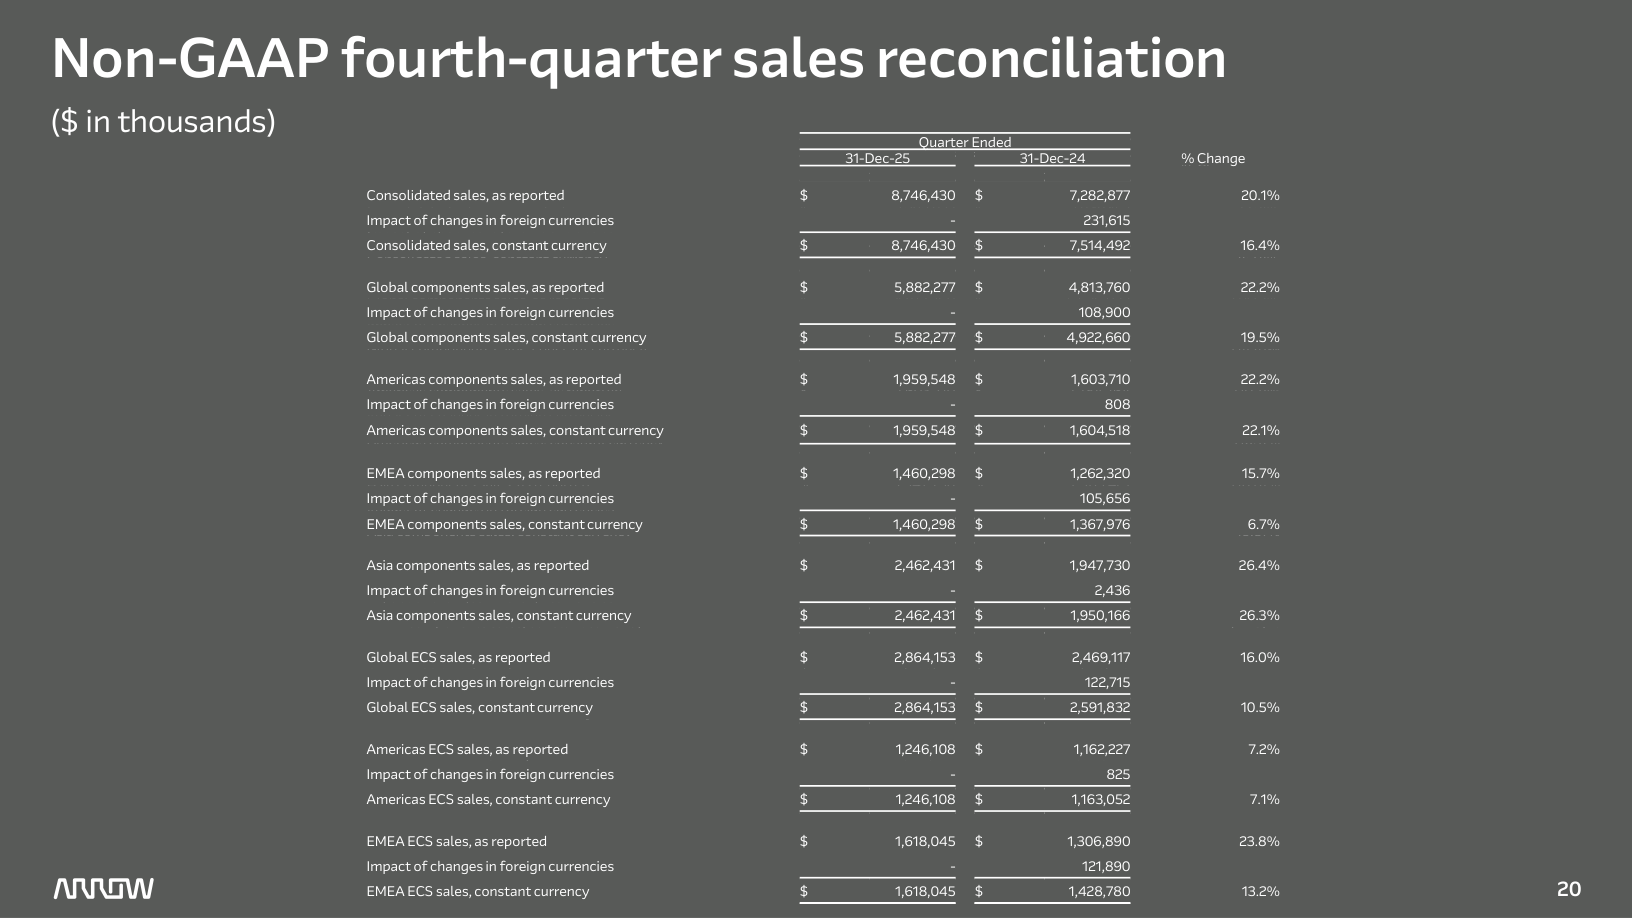 Non-GAAP fourth-quarter sales reconciliation
($ in thousands)
Quarter Ended
31-Dec-25 31-Dec-24 % Change
Consolidated sales, as reported $ 8,746,430 $ 7,282,877 20.1%
Impact of changes in foreign currencies - 231,615
Consolidated sales, constant currency $ 8,746,430 $ 7,514,492 16.4%
Global components sales, as reported $ 5,882,277 $ 4,813,760 22.2%
Impact of changes in foreign currencies - 108,900
Global components sales, constant currency $ 5,882,277 $ 4,922,660 19.5%
Americas components sales, as reported $ 1,959,548 $ 1,603,710 22.2%
Impact of changes in foreign currencies - 808
Americas components sales, constant currency $ 1,959,548 $ 1,604,518 22.1%
EMEA components sales, as reported $ 1,460,298 $ 1,262,320 15.7%
Impact of changes in foreign currencies - 105,656
EMEA components sales, constant currency $ 1,460,298 $ 1,367,976 6.7%
Asia components sales, as reported $ 2,462,431 $ 1,947,730 26.4%
Impact of changes in foreign currencies - 2,436
Asia components sales, constant currency $ 2,462,431 $ 1,950,166 26.3%
Global ECS sales, as reported $ 2,864,153 $ 2,469,117 16.0%
Impact of changes in foreign currencies - 122,715
Global ECS sales, constant currency $ 2,864,153 $ 2,591,832 10.5%
Americas ECS sales, as reported $ 1,246,108 $ 1,162,227 7.2%
Impact of changes in foreign currencies - 825
Americas ECS sales, constant currency $ 1,246,108 $ 1,163,052 7.1%
EMEA ECS sales, as reported $ 1,618,045 $ 1,306,890 23.8%
Impact of changes in foreign currencies - 121,890
EMEA ECS sales, constant currency $ 1,618,045 $ 1,428,780 13.2%
ARROW
20